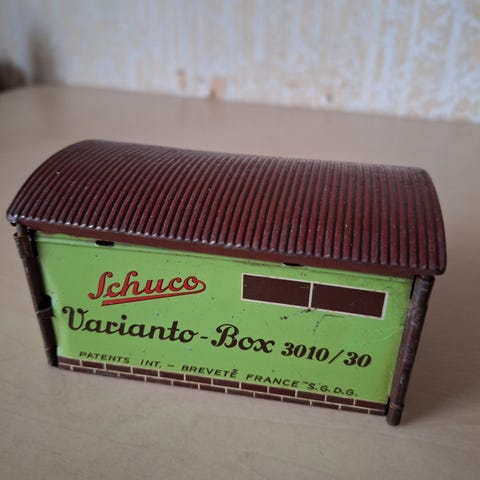 Schuco
Varianto-Box 3010/30
PATENTS INT. – BREVETÉ FRANCE S.G.D.G.